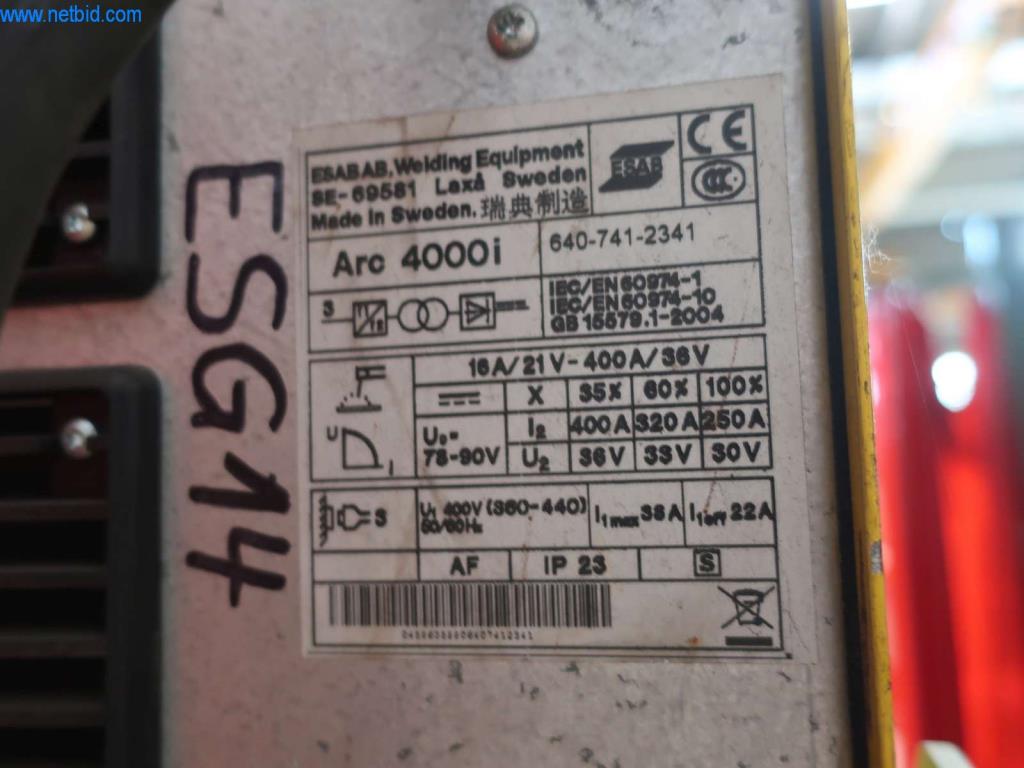 www.netbid.com
ESG14
ESAB AB, Welding Equipment
SE-69581 Laxå Sweden
Made in Sweden. 瑞典制造
ESAB
CE
CCC
Arc 4000i
640-741-2341
IEC/EN 60974-1
IEC/EN 60974-10
GB 15579.1-2004
S
16A/21V-400A/36V
X 35% 60% 100%
U₀=
78-90V
I₂ 400A 320A 250A
U₂ 36V 33V 30V
U
I
S
U₁ 400V (360-440)
50/60Hz
I₁max 38A
I₁eff 22A
AF
IP 23
S